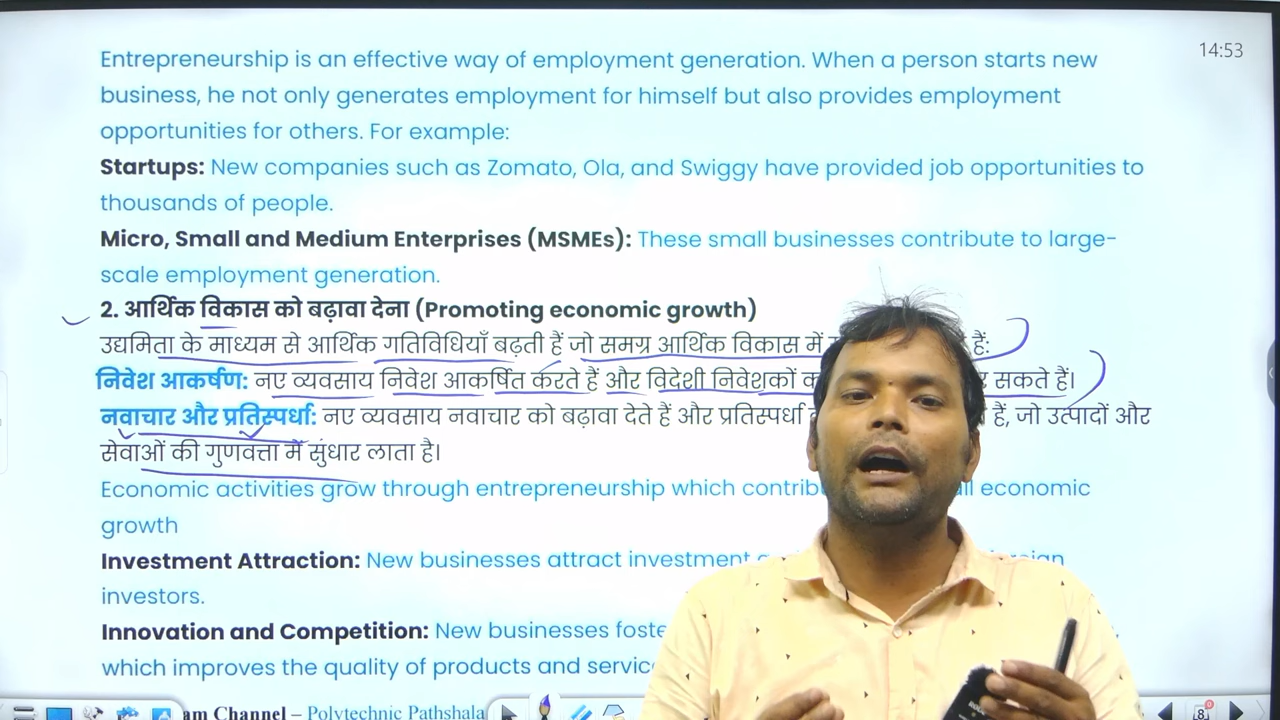 14:53
Entrepreneurship is an effective way of employment generation. When a person starts new
business, he not only generates employment for himself but also provides employment
opportunities for others. For example:
Startups: New companies such as Zomato, Ola, and Swiggy have provided job opportunities to
thousands of people.
Micro, Small and Medium Enterprises (MSMEs): These small businesses contribute to large-
scale employment generation.
2. आर्थिक विकास को बढ़ावा देना (Promoting economic growth)
उद्यमिता के माध्यम से आर्थिक गतिविधियाँ बढ़ती हैं जो समग्र आर्थिक विकास में हैं:
निवेश आकर्षण: नए व्यवसाय निवेश आकर्षित करते हैं और विदेशी निवेशकों सकते हैं।
नवाचार और प्रतिस्पर्धा: नए व्यवसाय नवाचार को बढ़ावा देते हैं और प्रतिस्पर्धा हैं, जो उत्पादों और
सेवाओं की गुणवत्ता में सुधार लाता है।
Economic activities grow through entrepreneurship which economic
growth
Investment Attraction: New businesses attract investment
investors.
Innovation and Competition: New businesses
which improves the quality of products and
Channel – Polytechnic Pathshala
8